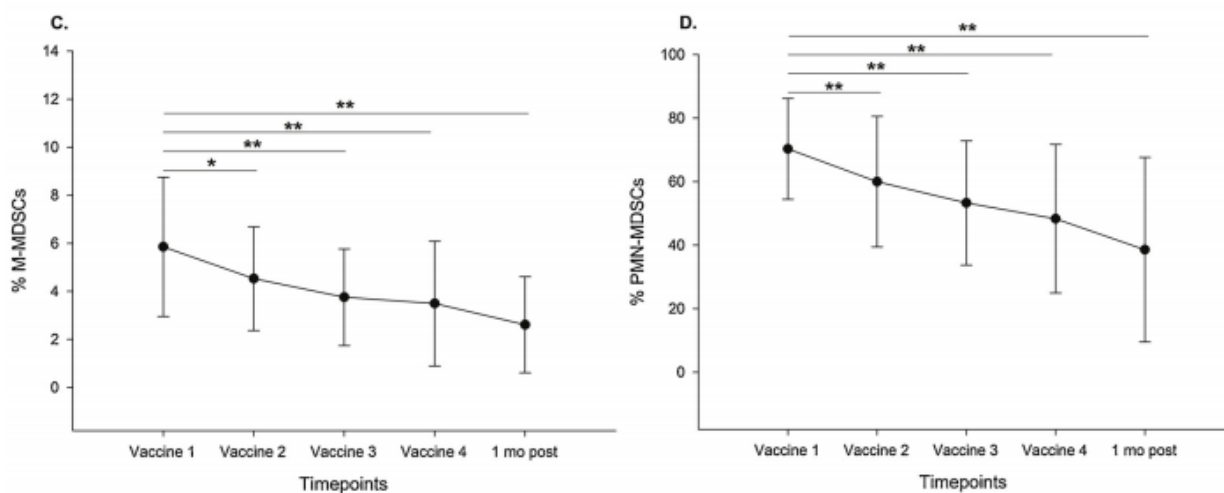 C.
14
12
10
8
6
4
2
0
% M-MDSCs
**
**
**
*
Vaccine 1 Vaccine 2 Vaccine 3 Vaccine 4 1 mo post
Timepoints
D.
100
80
60
40
20
0
% PMN-MDSCs
**
**
**
**
Vaccine 1 Vaccine 2 Vaccine 3 Vaccine 4 1 mo post
Timepoints